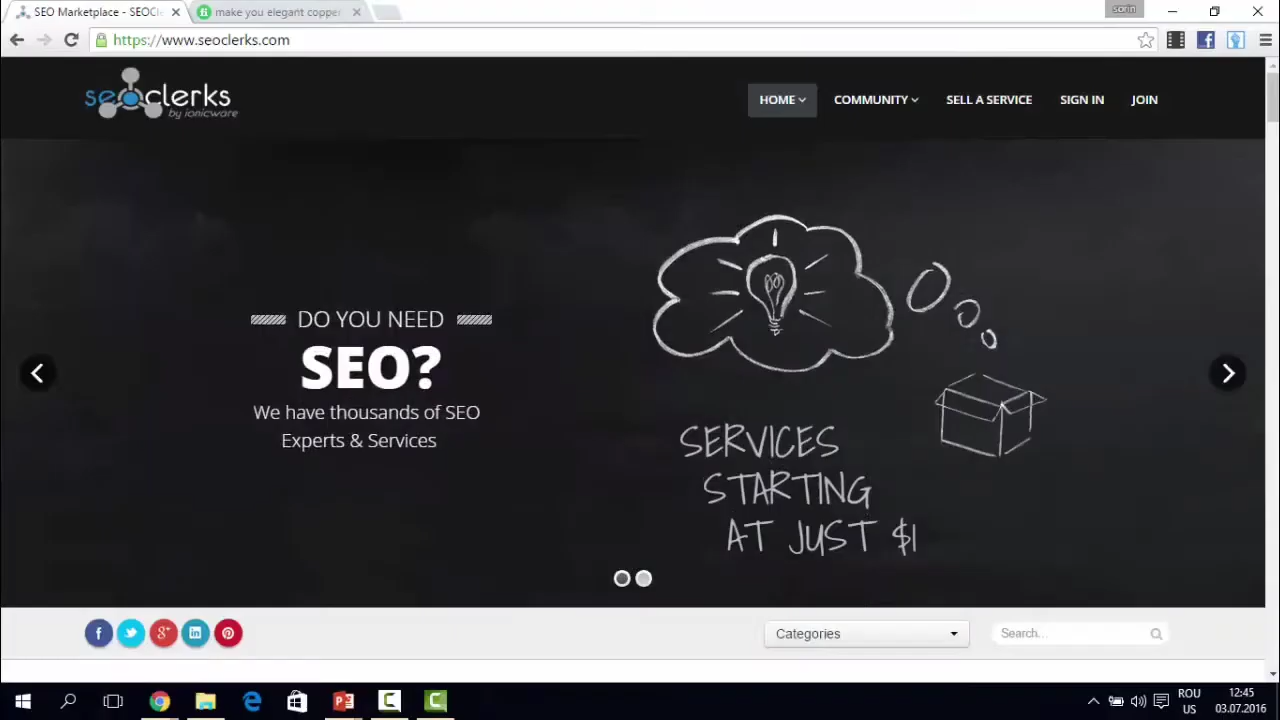 SEO Marketplace - SEOCl
make you elegant copper
sorin
https://www.seoclerks.com
seoclerks
by ionicware
HOME
COMMUNITY
SELL A SERVICE
SIGN IN
JOIN
DO YOU NEED
SEO?
We have thousands of SEO
Experts & Services
SERVICES
STARTING
AT JUST $1
Categories
Search...
ROU
US
12:45
03.07.2016